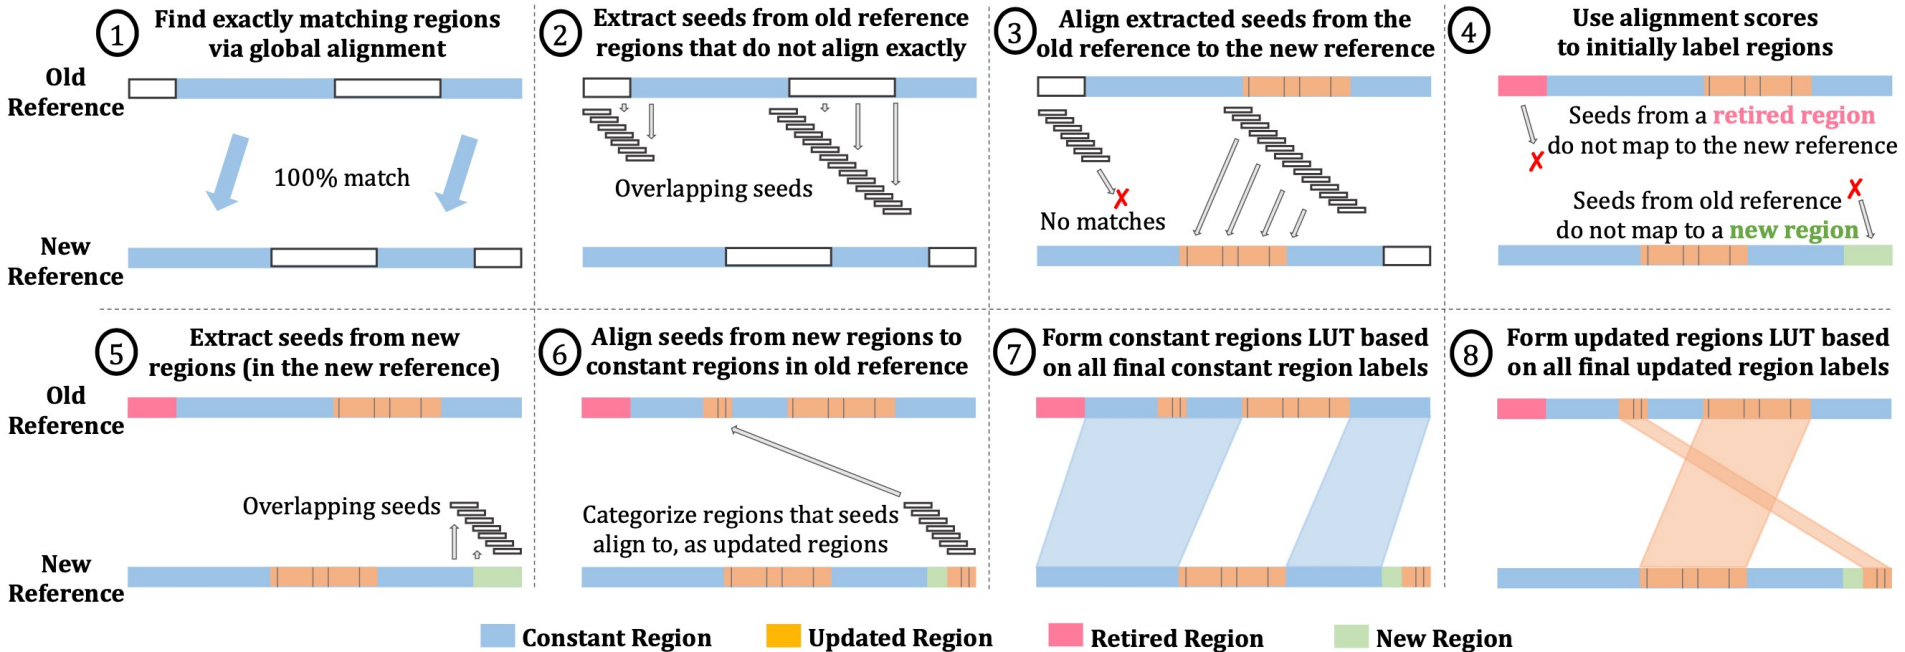 1
Find exactly matching regions
via global alignment
Old
Reference
100% match
New
Reference
2
Extract seeds from old reference
regions that do not align exactly
Overlapping seeds
3
Align extracted seeds from the
old reference to the new reference
No matches
4
Use alignment scores
to initially label regions
Seeds from a retired region
do not map to the new reference
✗
Seeds from old reference
do not map to a new region
5
Extract seeds from new
regions (in the new reference)
Old
Reference
Overlapping seeds
New
Reference
6
Align seeds from new regions to
constant regions in old reference
Categorize regions that seeds
align to, as updated regions
7
Form constant regions LUT based
on all final constant region labels
8
Form updated regions LUT based
on all final updated region labels
Constant Region
Updated Region
Retired Region
New Region